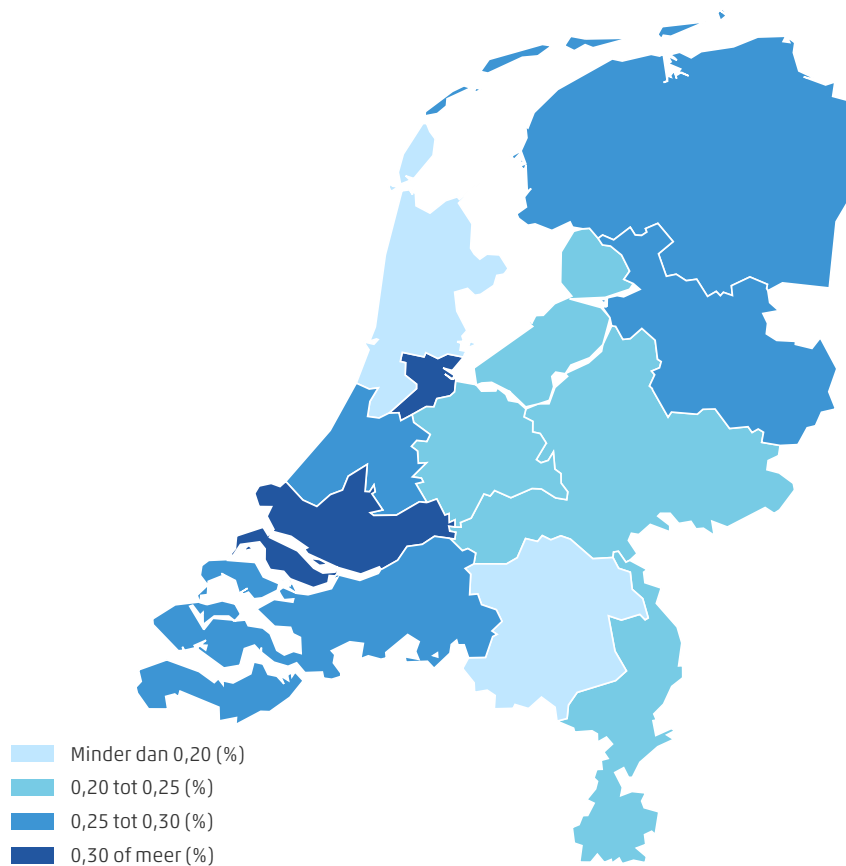 Minder dan 0,20 (%)
0,20 tot 0,25 (%)
0,25 tot 0,30 (%)
0,30 of meer (%)